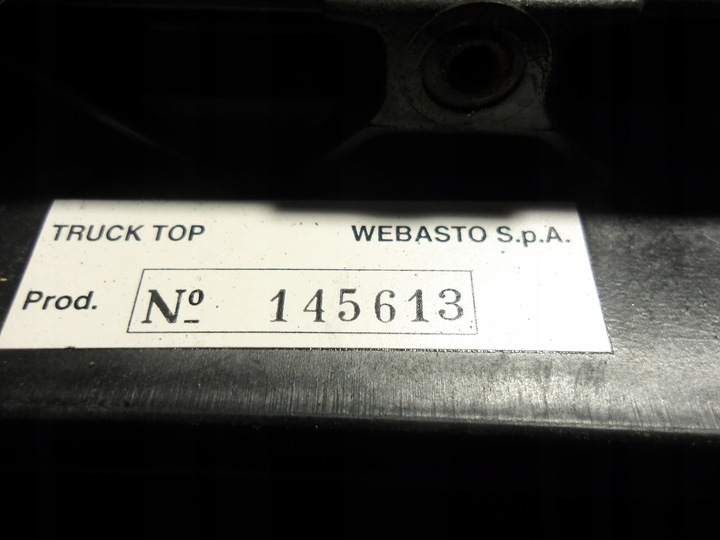 TRUCK TOP WEBASTO S.p.A.
Prod. Nº 145613